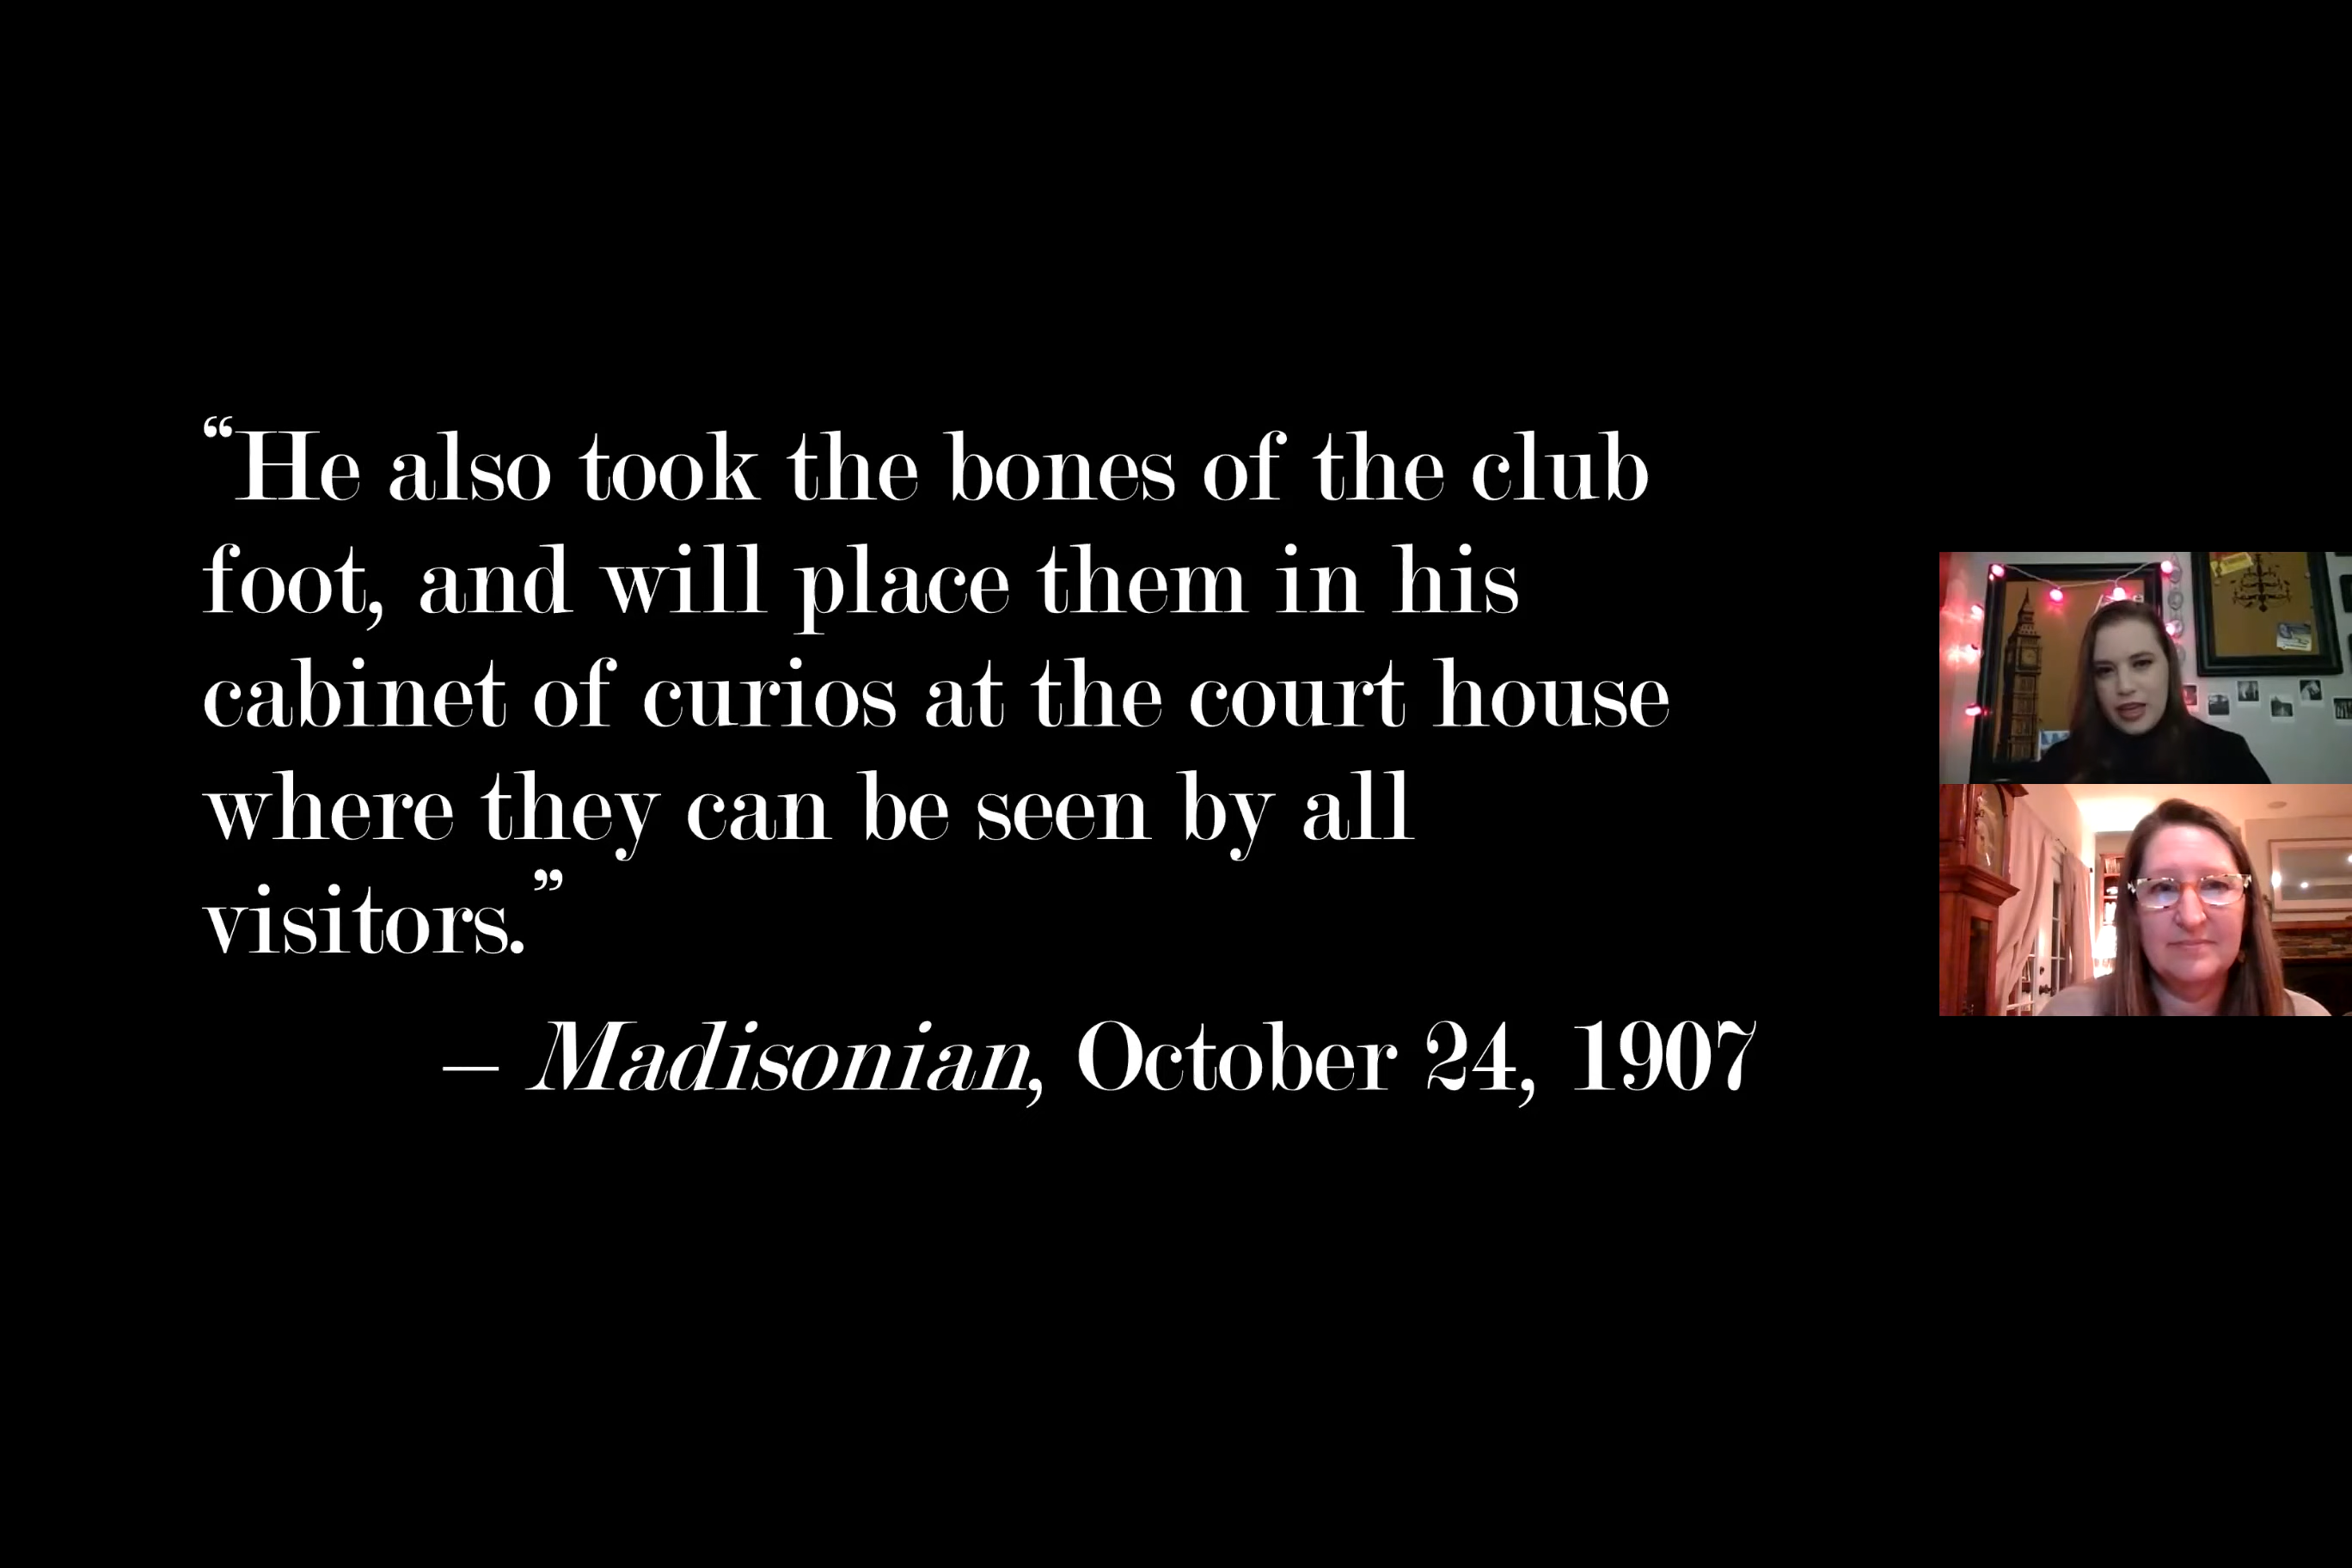 “He also took the bones of the club
foot, and will place them in his
cabinet of curios at the court house
where they can be seen by all
visitors.”
– Madisonian, October 24, 1907